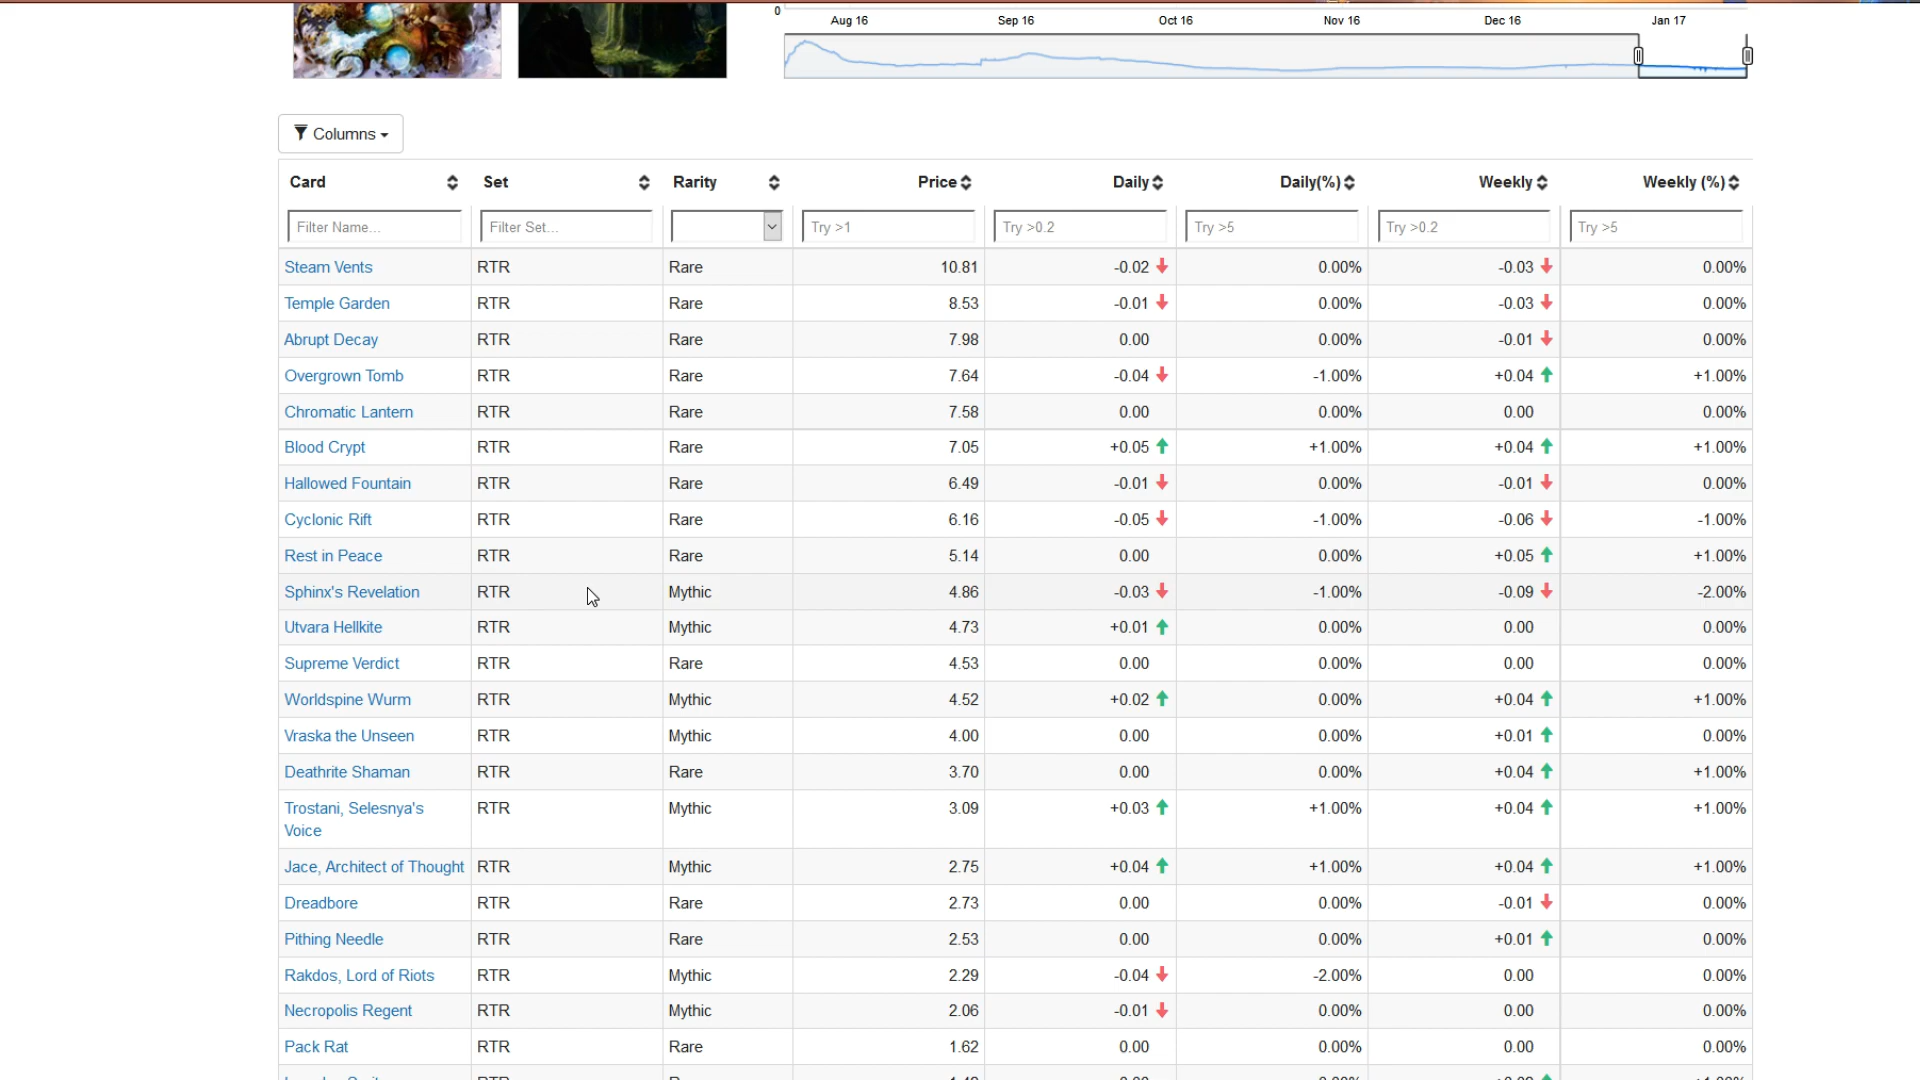 0
Aug 16 Sep 16 Oct 16 Nov 16 Dec 16 Jan 17
Columns
Card Set Rarity Price Daily Daily(%) Weekly Weekly (%)
Filter Name... Filter Set... Try >1 Try >0.2 Try >5 Try >0.2 Try >5
Steam Vents RTR Rare 10.81 -0.02 0.00% -0.03 0.00%
Temple Garden RTR Rare 8.53 -0.01 0.00% -0.03 0.00%
Abrupt Decay RTR Rare 7.98 0.00 0.00% -0.01 0.00%
Overgrown Tomb RTR Rare 7.64 -0.04 -1.00% +0.04 +1.00%
Chromatic Lantern RTR Rare 7.58 0.00 0.00% 0.00 0.00%
Blood Crypt RTR Rare 7.05 +0.05 +1.00% +0.04 +1.00%
Hallowed Fountain RTR Rare 6.49 -0.01 0.00% -0.01 0.00%
Cyclonic Rift RTR Rare 6.16 -0.05 -1.00% -0.06 -1.00%
Rest in Peace RTR Rare 5.14 0.00 0.00% +0.05 +1.00%
Sphinx's Revelation RTR Mythic 4.86 -0.03 -1.00% -0.09 -2.00%
Utvara Hellkite RTR Mythic 4.73 +0.01 0.00% 0.00 0.00%
Supreme Verdict RTR Rare 4.53 0.00 0.00% 0.00 0.00%
Worldspine Wurm RTR Mythic 4.52 +0.02 0.00% +0.04 +1.00%
Vraska the Unseen RTR Mythic 4.00 0.00 0.00% +0.01 0.00%
Deathrite Shaman RTR Rare 3.70 0.00 0.00% +0.04 +1.00%
Trostani, Selesnya's RTR Mythic 3.09 +0.03 +1.00% +0.04 +1.00%
Voice
Jace, Architect of Thought RTR Mythic 2.75 +0.04 +1.00% +0.04 +1.00%
Dreadbore RTR Rare 2.73 0.00 0.00% -0.01 0.00%
Pithing Needle RTR Rare 2.53 0.00 0.00% +0.01 0.00%
Rakdos, Lord of Riots RTR Mythic 2.29 -0.04 -2.00% 0.00 0.00%
Necropolis Regent RTR Mythic 2.06 -0.01 0.00% 0.00 0.00%
Pack Rat RTR Rare 1.62 0.00 0.00% 0.00 0.00%